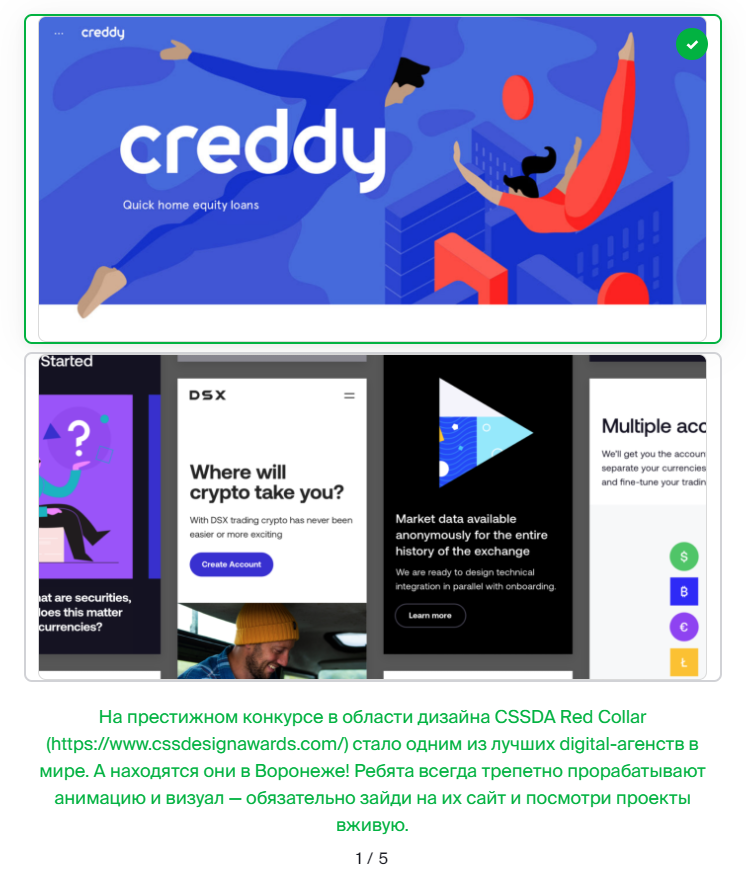 ... creddy
creddy
Quick home equity loans
Started
?
hat are securities,
does this matter
currencies?
DSX
Where will
crypto take you?
With DSX trading crypto has never been
easier or more exciting
Create Account
Market data available
anonymously for the entire
history of the exchange
We are ready to design technical
integration in parallel with onboarding.
Learn more
Multiple acc
We'll get you the accoun
separate your currencies
and fine-tune your tradin
$
₿
€
Ł
На престижном конкурсе в области дизайна CSSDA Red Collar
(https://www.cssdesignawards.com/) стало одним из лучших digital-агенств в
мире. А находятся они в Воронеже! Ребята всегда трепетно прорабатывают
анимацию и визуал — обязательно зайди на их сайт и посмотри проекты
вживую.
1 / 5